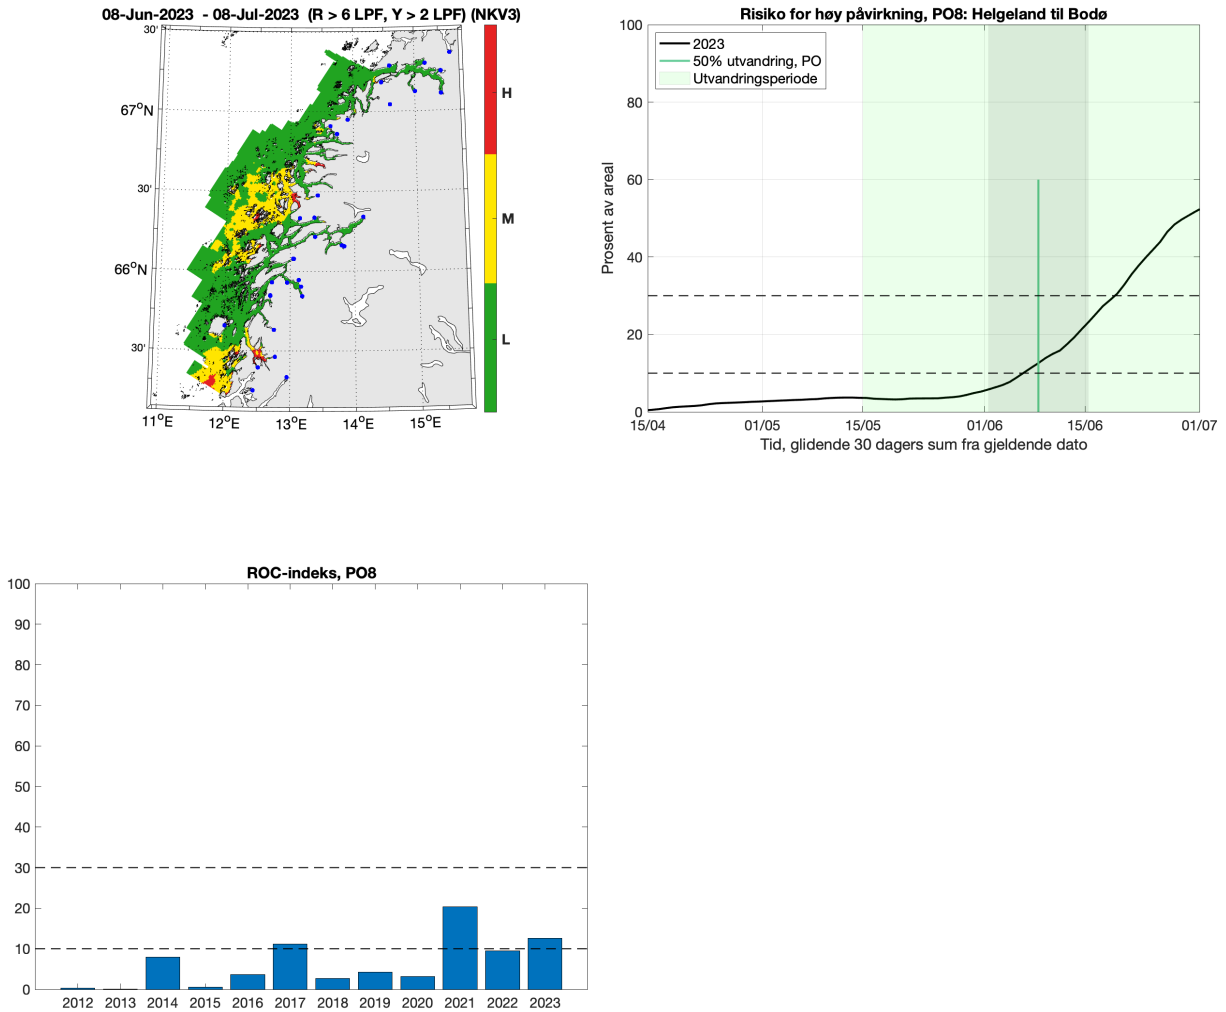 08-Jun-2023 - 08-Jul-2023 (R > 6 LPF, Y > 2 LPF) (NKV3)
30'
67°N
30'
66°N
30'
11°E 12°E 13°E 14°E 15°E
H
M
L
Risiko for høy påvirkning, PO8: Helgeland til Bodø
2023
50% utvandring, PO
Utvandringsperiode
Prosent av areal
100
80
60
40
20
0
15/04 01/05 15/05 01/06 15/06 01/07
Tid, glidende 30 dagers sum fra gjeldende dato
ROC-indeks, PO8
100
90
80
70
60
50
40
30
20
10
0
2012 2013 2014 2015 2016 2017 2018 2019 2020 2021 2022 2023